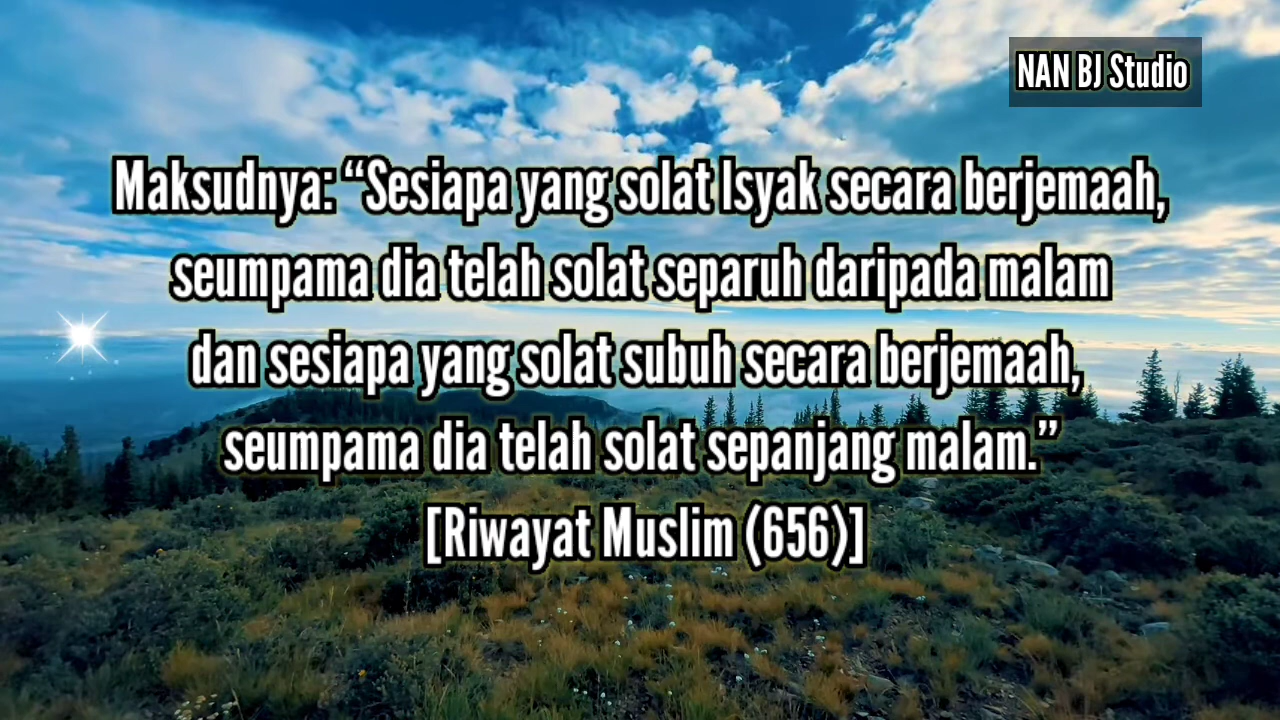 NAN BJ Studio
Maksudnya: “Sesiapa yang solat Isyak secara berjemaah,
seumpama dia telah solat separuh daripada malam
dan sesiapa yang solat subuh secara berjemaah,
seumpama dia telah solat sepanjang malam.”
[Riwayat Muslim (656)]